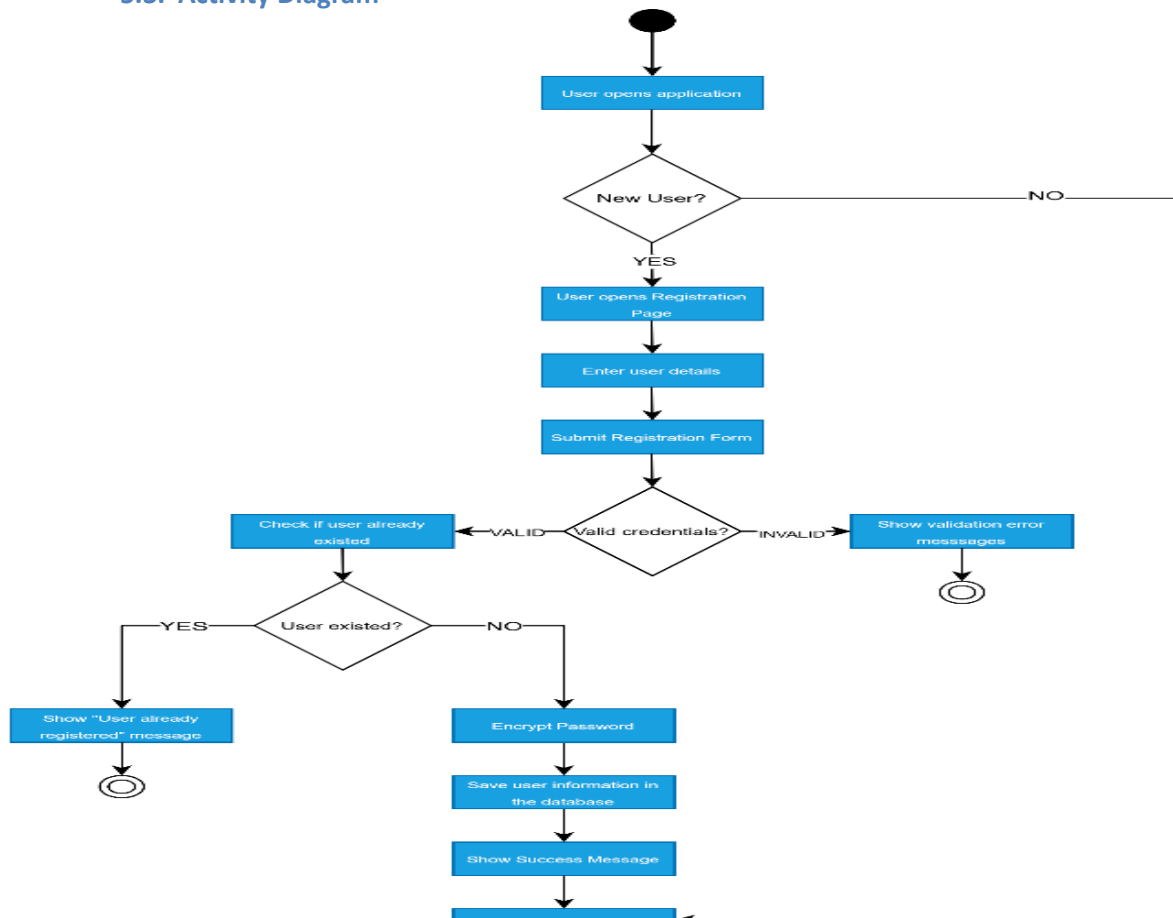 Activity Diagram
User opens application
New User?
NO
YES
User opens Registration
Page
Enter user details
Submit Registration Form
Check if user already
existed
VALID
Valid credentials?
INVALID
Show validation error
messsages
YES
User existed?
NO
Show "User already
registered" message
Encrypt Password
Save user information in
the database
Show Success Message